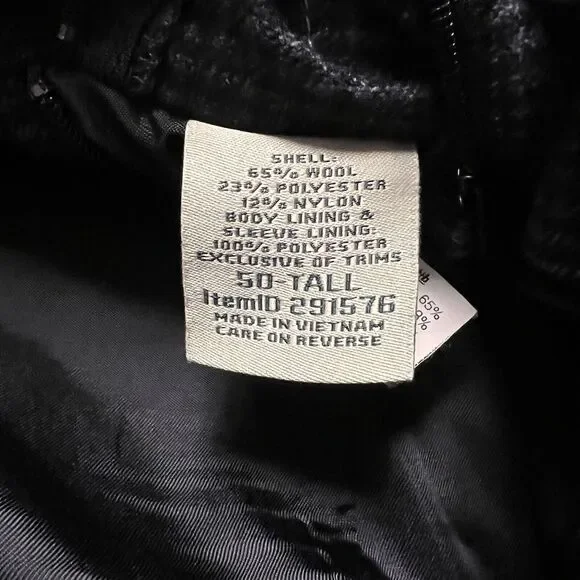 SHELL:
65% WOOL
23% POLYESTER
12% NYLON
BODY LINING &
SLEEVE LINING:
100% POLYESTER
EXCLUSIVE OF TRIMS
50-TALL
ItemID 291576
MADE IN VIETNAM
CARE ON REVERSE
65%